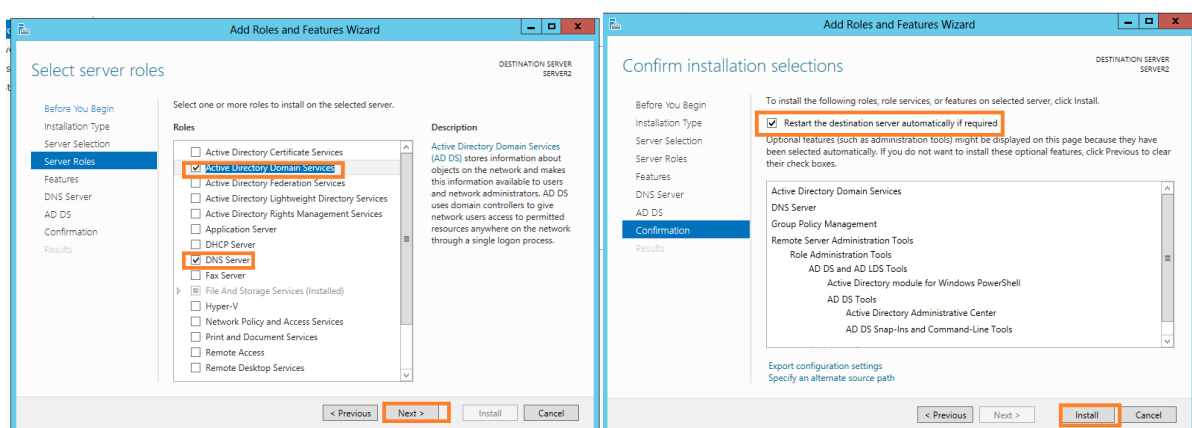 Add Roles and Features Wizard
Select server roles
DESTINATION SERVER
SERVER2
Before You Begin
Installation Type
Server Selection
Server Roles
Features
DNS Server
AD DS
Confirmation
Results
Select one or more roles to install on the selected server.
Roles
Active Directory Certificate Services
Active Directory Domain Services
Active Directory Federation Services
Active Directory Lightweight Directory Services
Active Directory Rights Management Services
Application Server
DHCP Server
DNS Server
Fax Server
File And Storage Services (Installed)
Hyper-V
Network Policy and Access Services
Print and Document Services
Remote Access
Remote Desktop Services
Description
Active Directory Domain Services
(AD DS) stores information about
objects on the network and makes
this information available to users
and network administrators. AD DS
uses domain controllers to give
network users access to permitted
resources anywhere on the network
through a single logon process.
< Previous
Next >
Install
Cancel
Add Roles and Features Wizard
Confirm installation selections
DESTINATION SERVER
SERVER2
Before You Begin
Installation Type
Server Selection
Server Roles
Features
DNS Server
AD DS
Confirmation
Results
To install the following roles, role services, or features on selected server, click Install.
Restart the destination server automatically if required
Optional features (such as administration tools) might be displayed on this page because they have
been selected automatically. If you do not want to install these optional features, click Previous to clear
their check boxes.
Active Directory Domain Services
DNS Server
Group Policy Management
Remote Server Administration Tools
Role Administration Tools
AD DS and AD LDS Tools
Active Directory module for Windows PowerShell
AD DS Tools
Active Directory Administrative Center
AD DS Snap-Ins and Command-Line Tools
Export configuration settings
Specify an alternate source path
< Previous
Next >
Install
Cancel